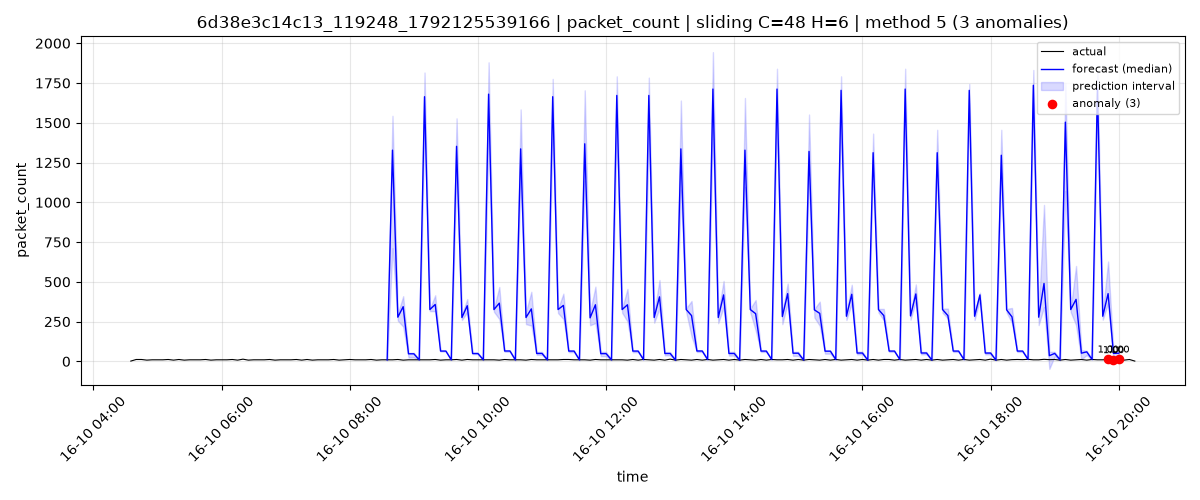 6d38e3c14c13_119248_1792125539166 | packet_count | sliding C=48 H=6 | method 5 (3 anomalies)
actual
forecast (median)
prediction interval
anomaly (3)
packet_count
2000
1750
1500
1250
1000
750
500
250
0
16-10 04:00
16-10 06:00
16-10 08:00
16-10 10:00
16-10 12:00
16-10 14:00
16-10 16:00
16-10 18:00
16-10 20:00
time